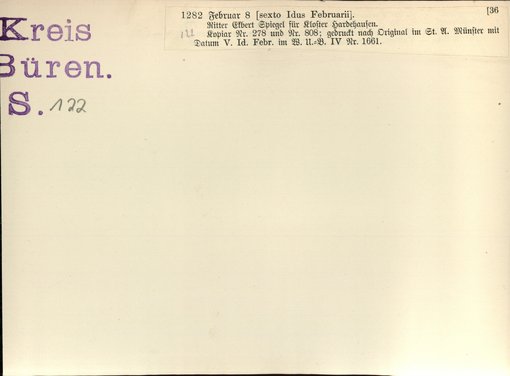 Kreis
Büren.
S. 122
[36
1282 Februar 8 [sexto Idus Februarii].
Ritter Ekbert Spiegel für Kloster Hardehausen.
Kopiar Nr. 278 und Nr. 808; gedruckt nach Original im St. A. Münster mit
Datum V. Id. Febr. im W. U.-B. IV Nr. 1661.